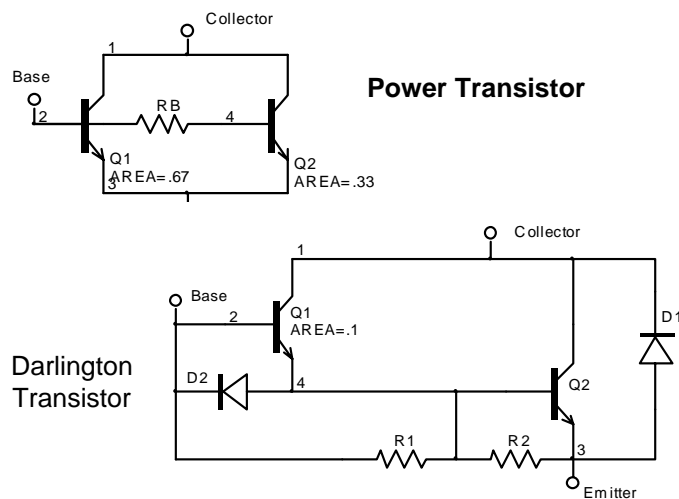 Collector
1
Base
Power Transistor
RB
2
4
Q1
Q2
3
AREA=.67
AREA=.33
Collector
1
Base
Q1
D1
2
AREA=.1
Darlington
Transistor
D2
4
Q2
R1
R2
3
Emitter